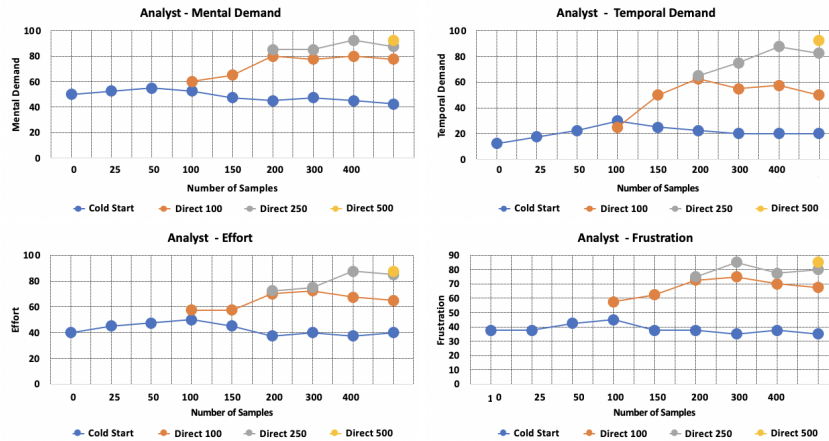 Analyst - Mental Demand
100
80
60
40
20
0
Mental Demand
0 25 50 100 150 200 300 400
Number of Samples
Cold Start Direct 100 Direct 250 Direct 500
Analyst - Temporal Demand
100
80
60
40
20
0
Temporal Demand
0 25 50 100 150 200 300 400
Number of Samples
Cold Start Direct 100 Direct 250 Direct 500
Analyst - Effort
100
80
60
40
20
0
Effort
0 25 50 100 150 200 300 400
Number of Samples
Cold Start Direct 100 Direct 250 Direct 500
Analyst - Frustration
90
80
70
60
50
40
30
20
10
0
Frustration
1 0 25 50 100 150 200 300 400
Number of Samples
Cold Start Direct 100 Direct 250 Direct 500